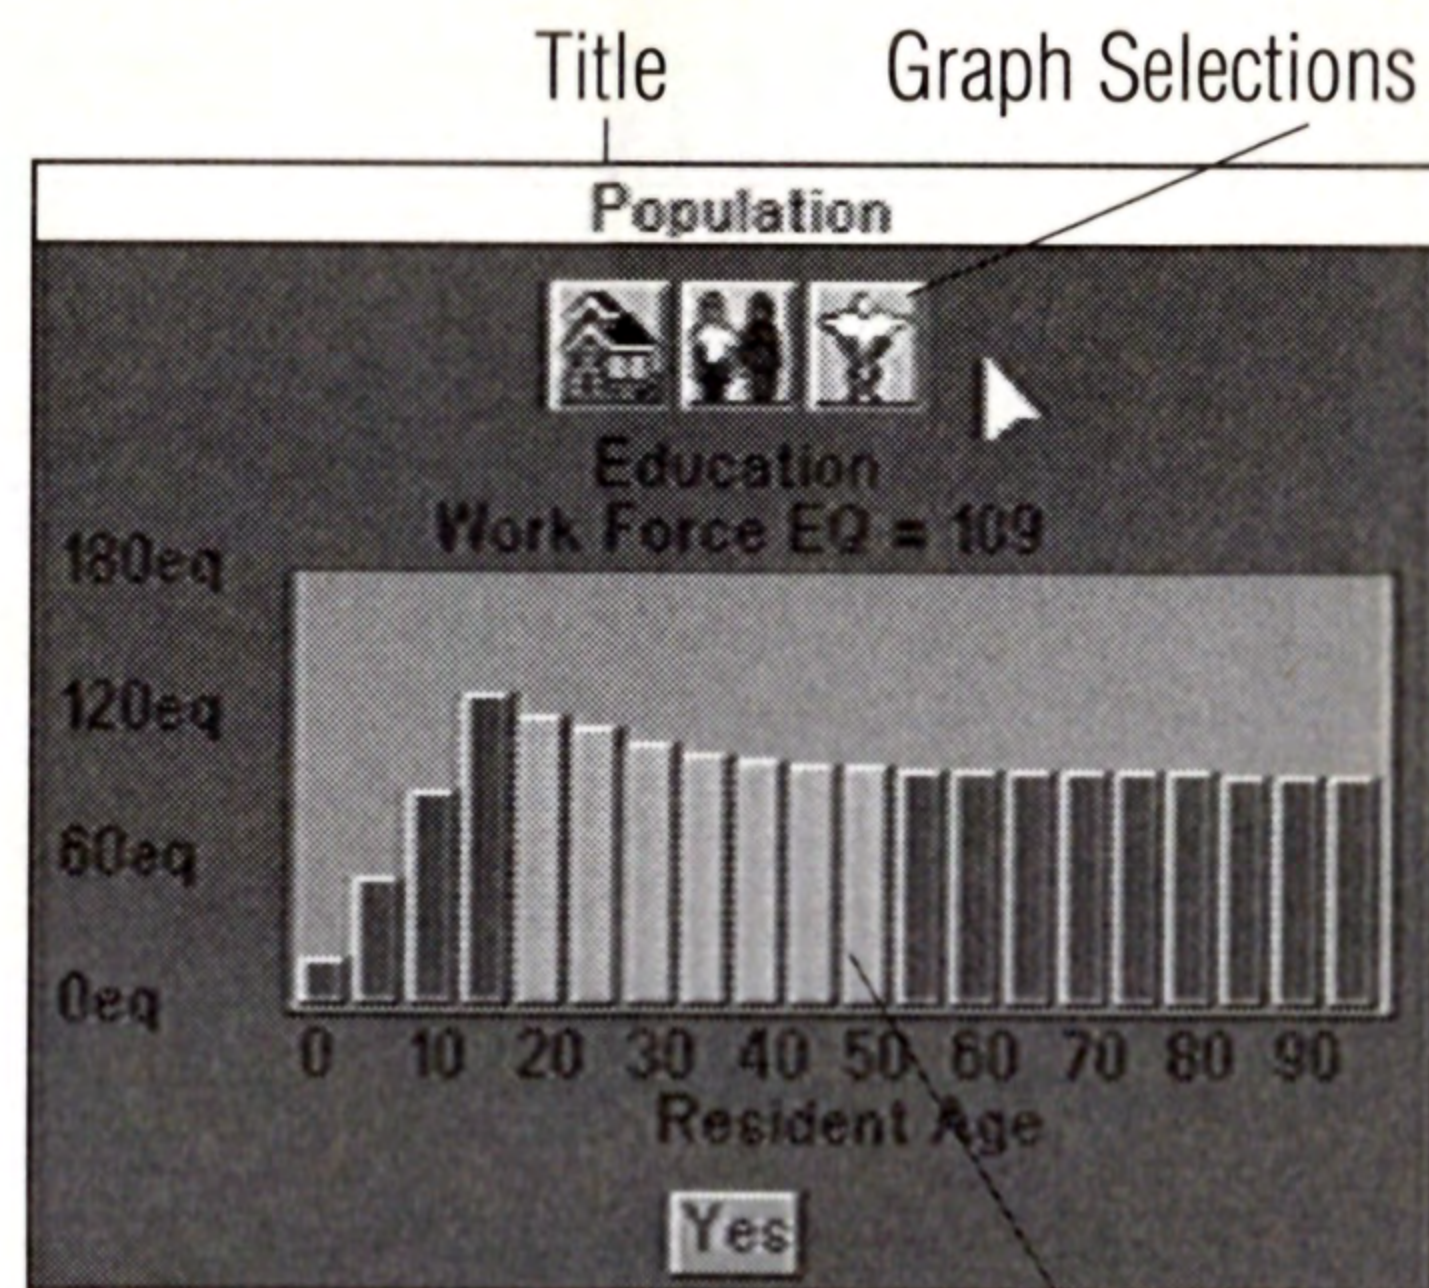 Title Graph Selections
Population
Education
Work Force EQ = 109
180eq
120eq
60eq
0eq
0 10 20 30 40 50 60 70 80 90
Resident Age
Yes